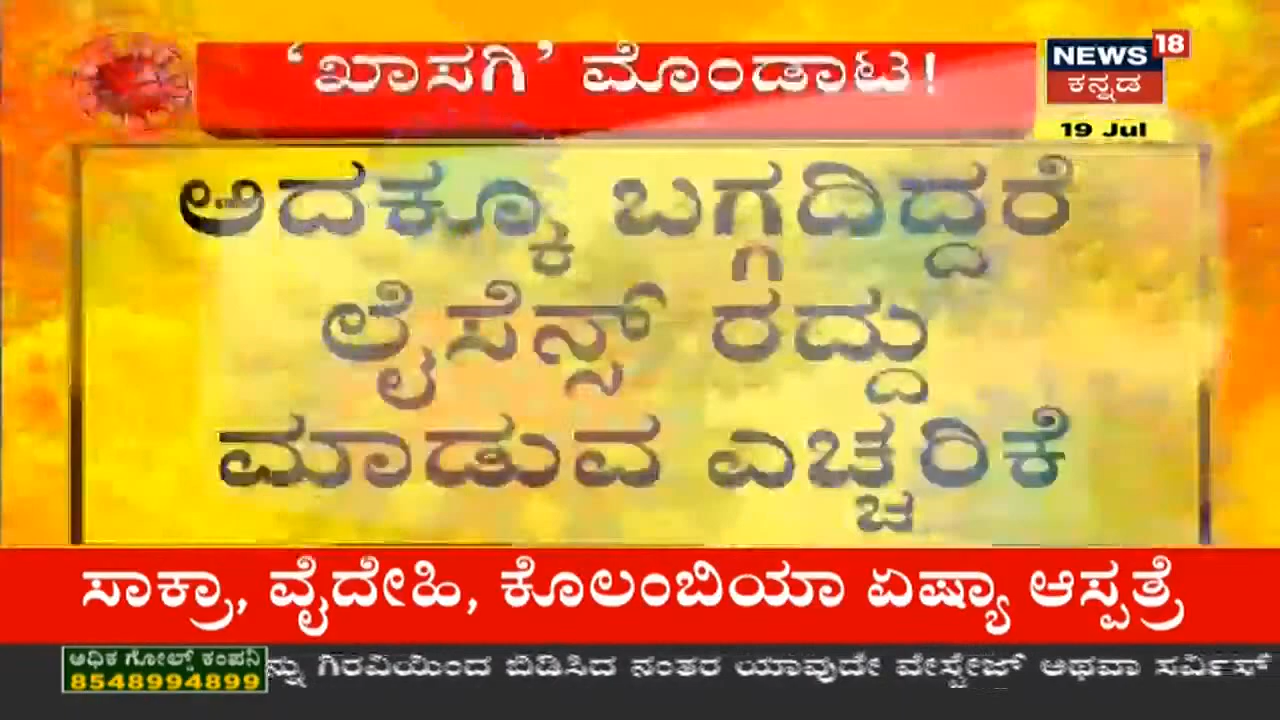 ‘ಖಾಸಗಿ’ ಮೊಂಡಾಟ!
NEWS 18
ಕನ್ನಡ
19 Jul
ಅದಕ್ಕೂ ಬಗ್ಗದಿದ್ದರೆ
ಲೈಸೆನ್ಸ್ ರದ್ದು
ಮಾಡುವ ಎಚ್ಚರಿಕೆ
ಸಾಕ್ರಾ, ವೈದೇಹಿ, ಕೊಲಂಬಿಯಾ ಏಷ್ಯಾ ಆಸ್ಪತ್ರೆ
ಅಧಿಕ ಗೋಲ್ಡ್ ಕಂಪನಿ
8548994899
ನ್ನು ಗಿರವಿಯಿಂದ ಬಿಡಿಸಿದ ನಂತರ ಯಾವುದೇ ವೇಸ್ಟೇಜ್ ಅಥವಾ ಸರ್ವಿಸ್